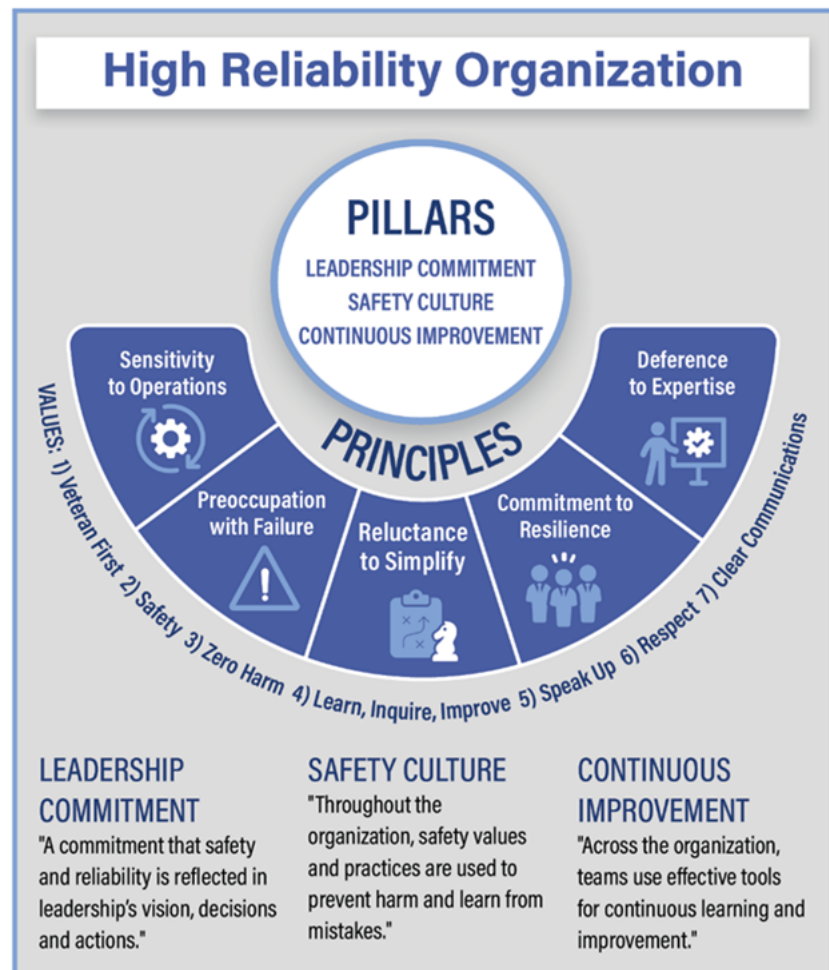 High Reliability Organization
PILLARS
LEADERSHIP COMMITMENT
SAFETY CULTURE
CONTINUOUS IMPROVEMENT
PRINCIPLES
Sensitivity
to Operations
Preoccupation
with Failure
Reluctance
to Simplify
Commitment to
Resilience
Deference
to Expertise
VALUES: 1) Veteran First 2) Safety 3) Zero Harm 4) Learn, Inquire, Improve 5) Speak Up 6) Respect 7) Clear Communications
LEADERSHIP
COMMITMENT
"A commitment that safety
and reliability is reflected in
leadership's vision, decisions
and actions."
SAFETY CULTURE
"Throughout the
organization, safety values
and practices are used to
prevent harm and learn from
mistakes."
CONTINUOUS
IMPROVEMENT
"Across the organization,
teams use effective tools
for continuous learning and
improvement."